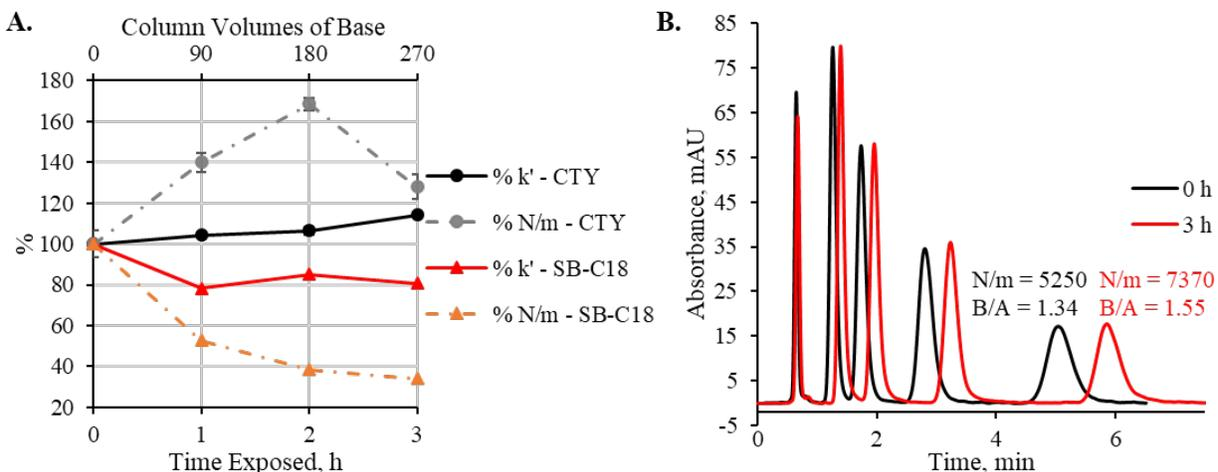 A.
Column Volumes of Base
0 90 180 270
180
160
140
120
100
80
60
40
20
%
0 1 2 3
Time Exposed, h
% k' - CTY
% N/m - CTY
% k' - SB-C18
% N/m - SB-C18
B.
85
75
65
55
45
35
25
15
5
-5
Absorbance, mAU
0 2 4 6
Time, min
0 h
3 h
N/m = 5250 N/m = 7370
B/A = 1.34 B/A = 1.55